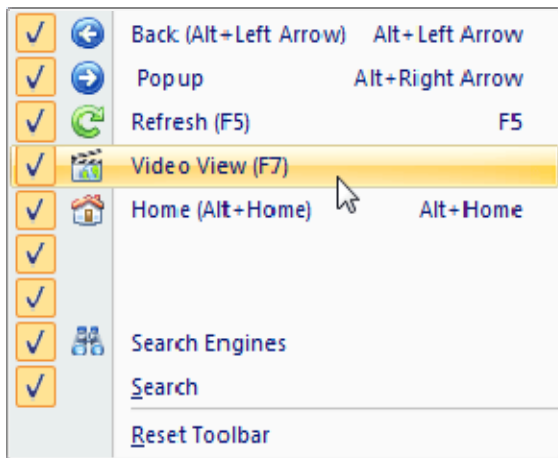 Back (Alt+Left Arrow) Alt+Left Arrow
Popup Alt+Right Arrow
Refresh (F5) F5
Video View (F7)
Home (Alt+Home) Alt+Home
Search Engines
Search
Reset Toolbar